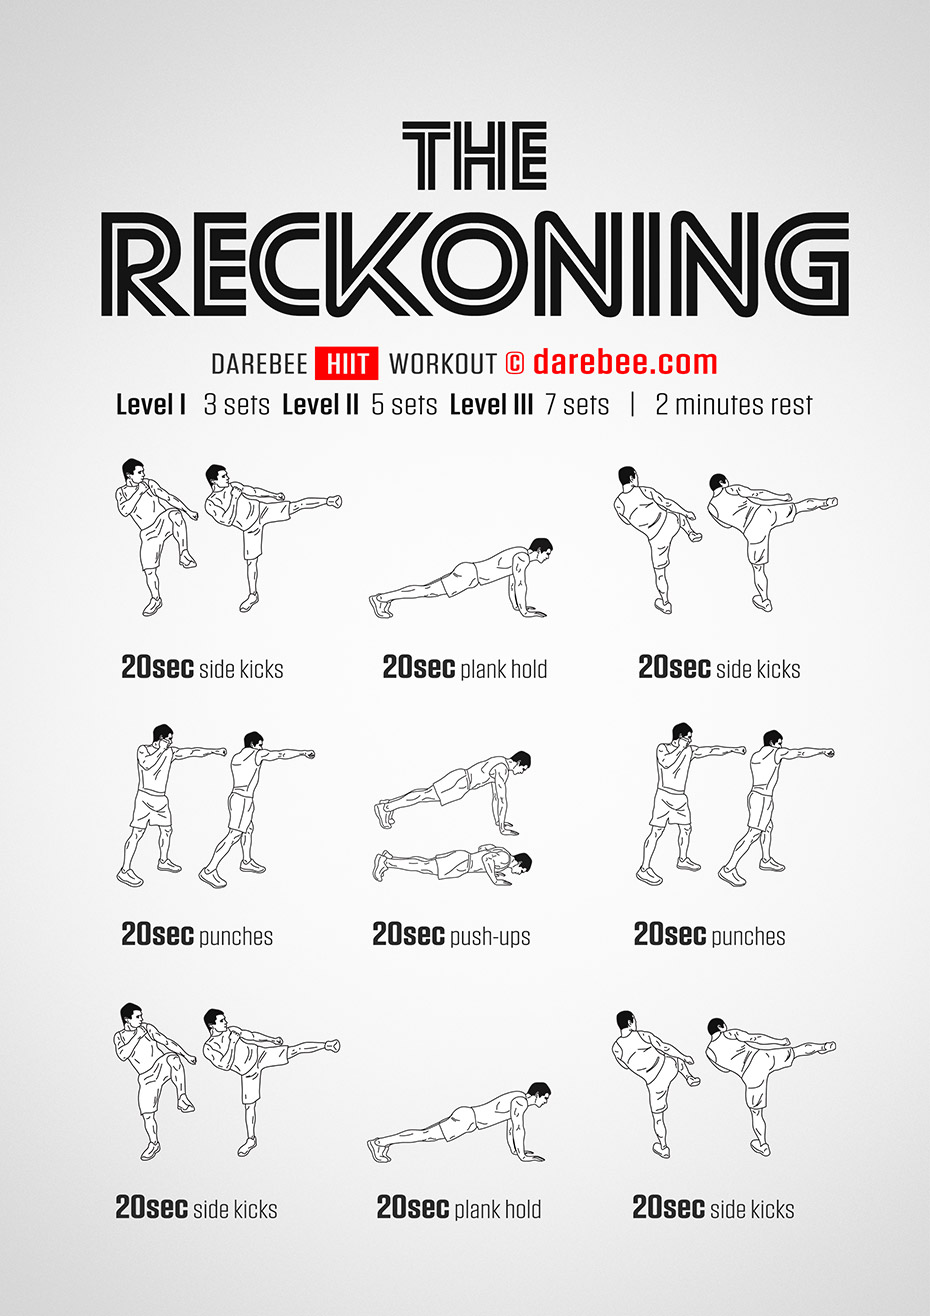 THE
RECKONING
DAREBEE HIIT WORKOUT © darebee.com
Level I 3 sets Level II 5 sets Level III 7 sets | 2 minutes rest
20sec side kicks
20sec plank hold
20sec side kicks
20sec punches
20sec push-ups
20sec punches
20sec side kicks
20sec plank hold
20sec side kicks